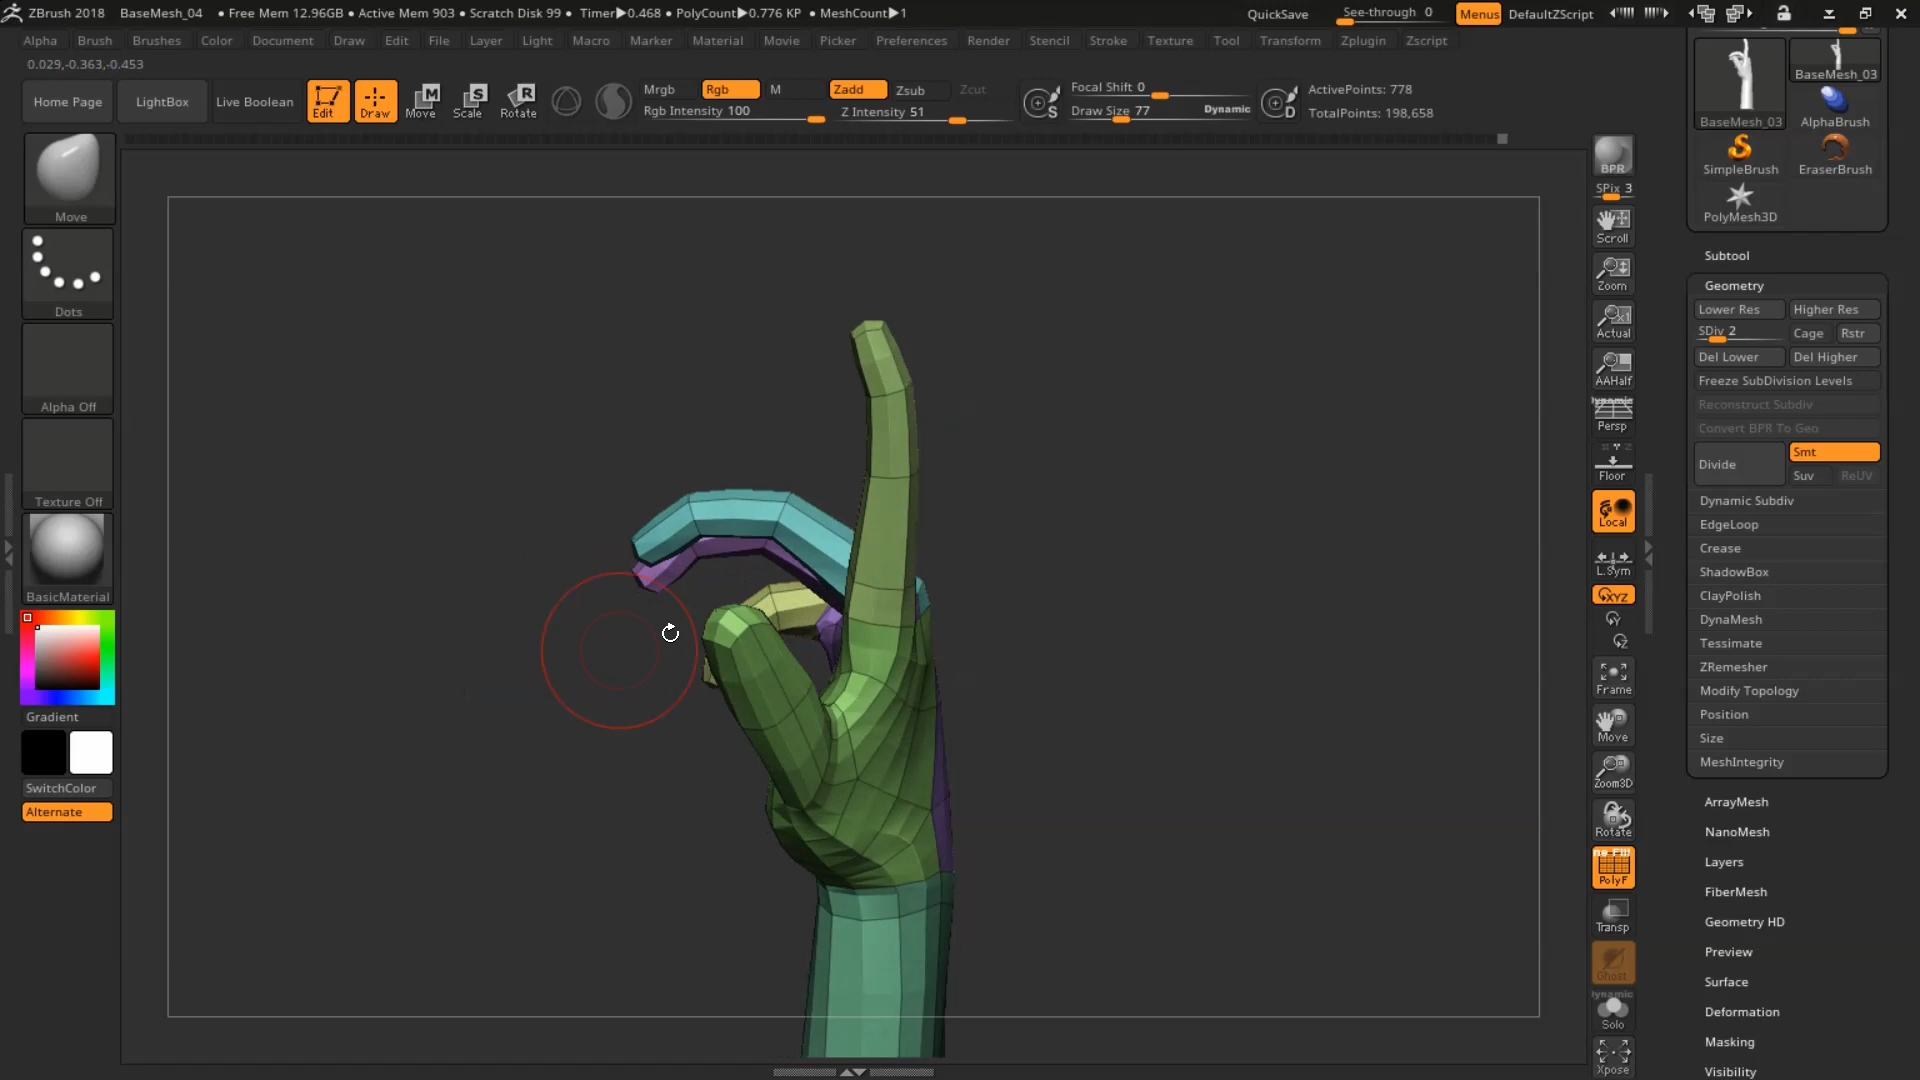 ZBrush 2018 BaseMesh_04 • Free Mem 12.96GB • Active Mem 903 • Scratch Disk 99 • Timer▶0.468 • PolyCount▶0.776 KP • MeshCount▶1 QuickSave See-through 0 Menus DefaultZScript
Alpha Brush Brushes Color Document Draw Edit File Layer Light Macro Marker Material Movie Picker Preferences Render Stencil Stroke Texture Tool Transform Zplugin Zscript
0.029,-0.363,-0.453
Home Page LightBox Live Boolean Edit Draw Move Scale Rotate
M S R
Mrgb Rgb M Zadd Zsub Zcut
Rgb Intensity 100 Z Intensity 51
S
Focal Shift 0
Draw Size 77 Dynamic
D
ActivePoints: 778
TotalPoints: 198,658
Move
Dots
Alpha Off
Texture Off
BasicMaterial
Gradient
SwitchColor
Alternate
BPR
SPix 3
Scroll
Zoom
Actual
AAHalf
Dynamic
Persp
Floor
Local
L.Sym
XYZ
Y
Z
Frame
Move
Zoom3D
Rotate
PolyF
Transp
Ghost
Dynamic
Solo
Xpose
BaseMesh_03
BaseMesh_03
AlphaBrush
SimpleBrush EraserBrush
PolyMesh3D
Subtool
Geometry
Lower Res Higher Res
SDiv 2 Cage Rstr
Del Lower Del Higher
Freeze SubDivision Levels
Reconstruct Subdiv
Convert BPR To Geo
Divide Smt
Suv ReUV
Dynamic Subdiv
EdgeLoop
Crease
ShadowBox
ClayPolish
DynaMesh
Tessimate
ZRemesher
Modify Topology
Position
Size
MeshIntegrity
ArrayMesh
NanoMesh
Layers
FiberMesh
Geometry HD
Preview
Surface
Deformation
Masking
Visibility